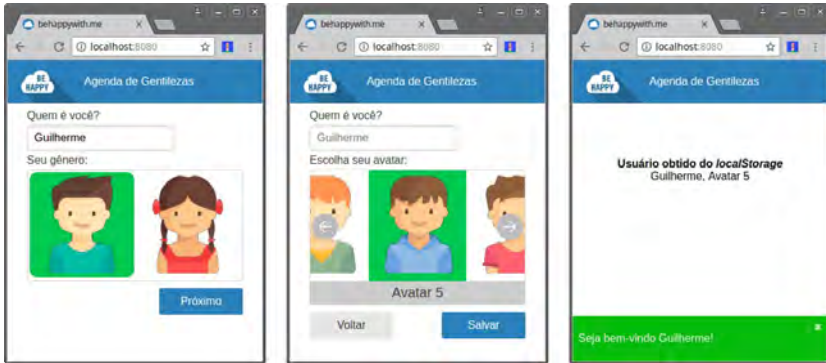 behappywith.me
localhost:8080
BE
HAPPY
Agenda de Gentilezas
Quem é você?
Guilherme
Seu gênero:
Próximo
behappywith.me
localhost:8080
BE
HAPPY
Agenda de Gentilezas
Quem é você?
Guilherme
Escolha seu avatar:
Avatar 5
Voltar
Salvar
behappywith.me
localhost:8080
BE
HAPPY
Agenda de Gentilezas
Usuário obtido do localStorage
Guilherme, Avatar 5
Seja bem-vindo Guilherme!